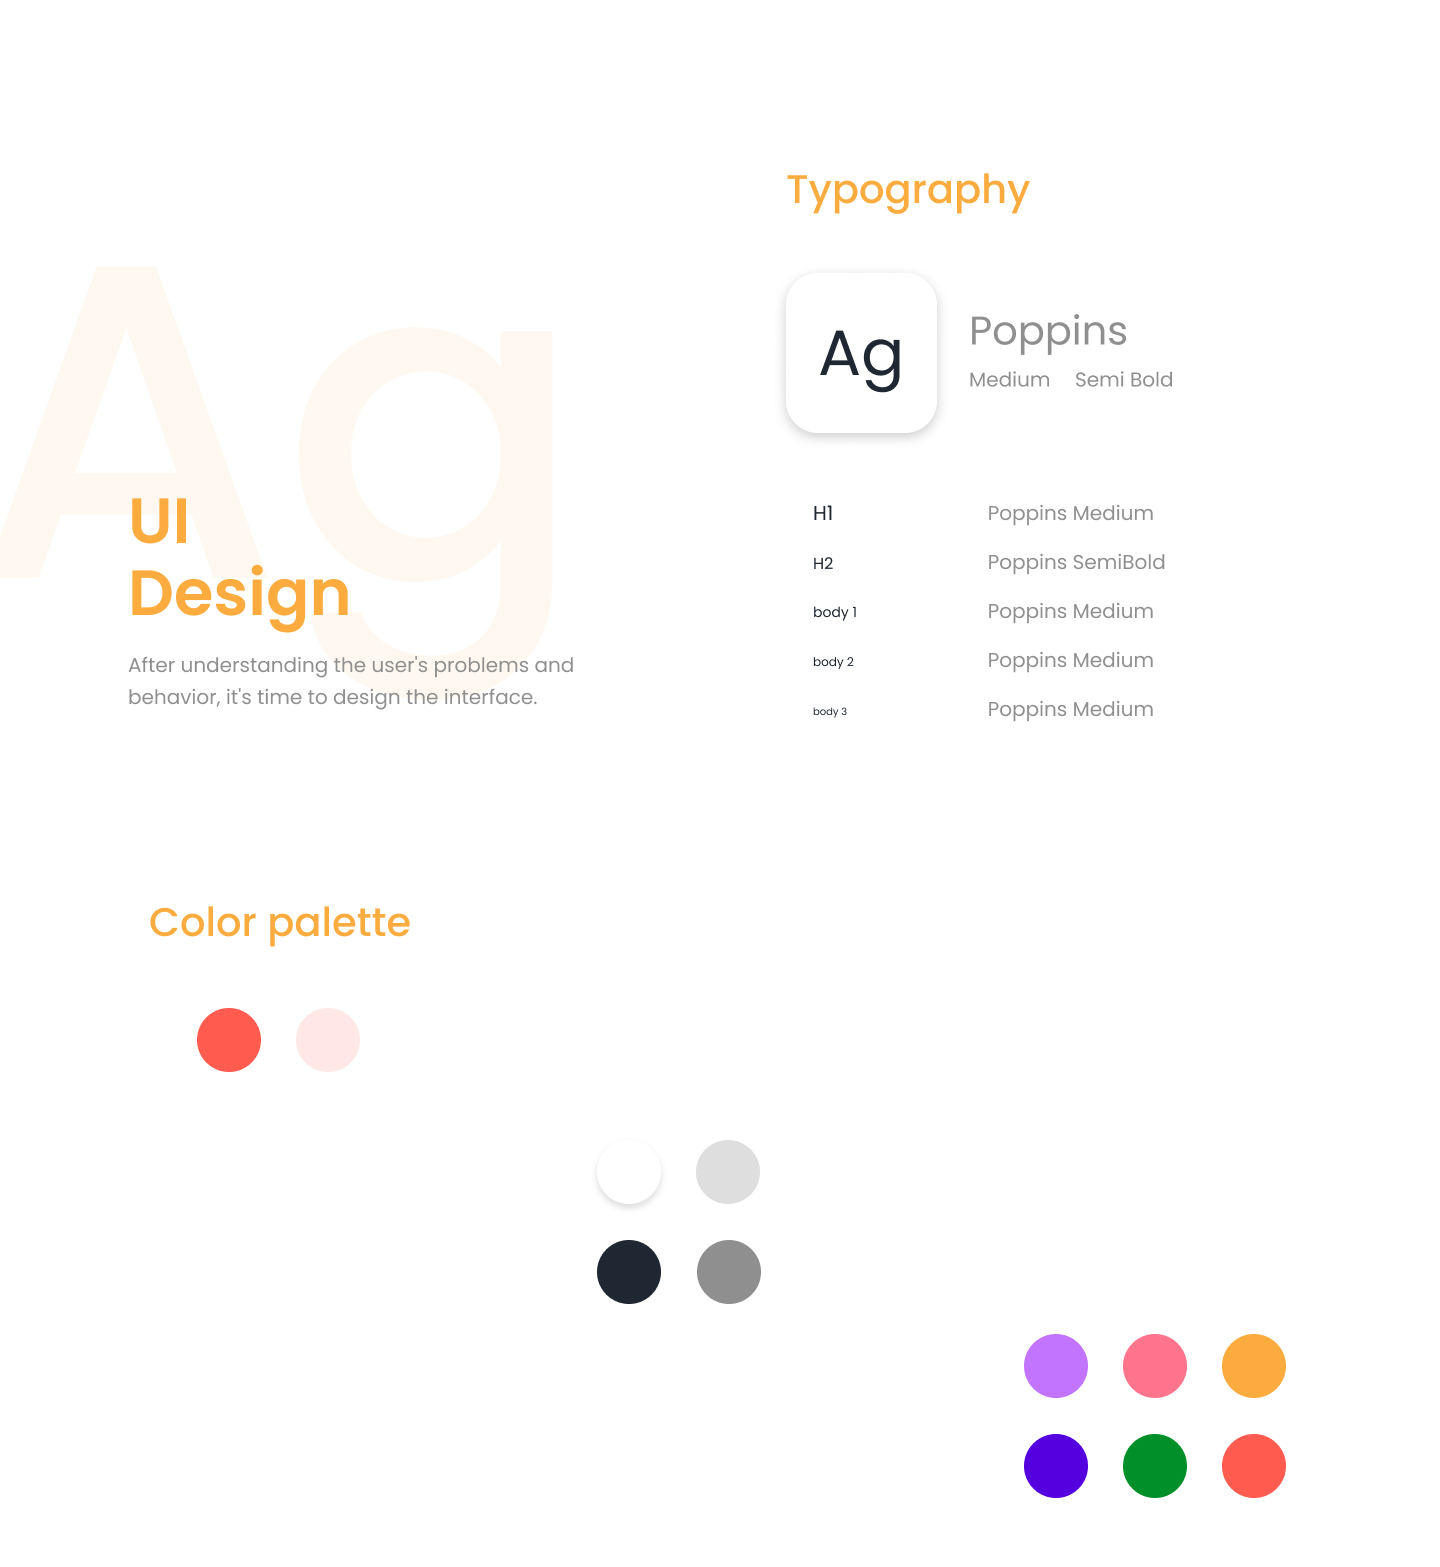 Ag
UI
Design
After understanding the user's problems and
behavior, it's time to design the interface.
Typography
Ag
Poppins
Medium Semi Bold
H1 Poppins Medium
H2 Poppins SemiBold
body 1 Poppins Medium
body 2 Poppins Medium
body 3 Poppins Medium
Color palette